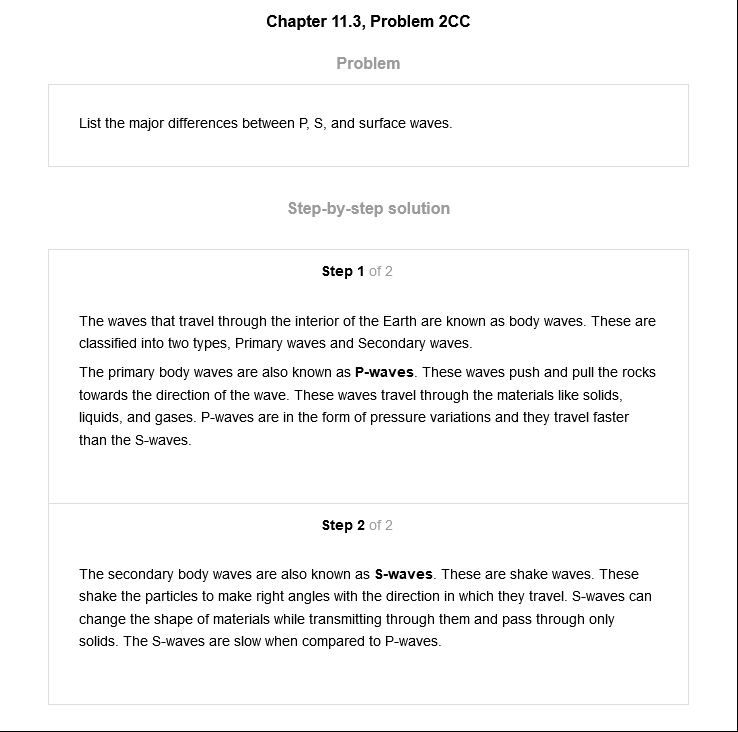 Chapter 11.3, Problem 2CC
Problem
List the major differences between P, S, and surface waves.
Step-by-step solution
Step 1 of 2
The waves that travel through the interior of the Earth are known as body waves. These are
classified into two types, Primary waves and Secondary waves.
The primary body waves are also known as P-waves. These waves push and pull the rocks
towards the direction of the wave. These waves travel through the materials like solids,
liquids, and gases. P-waves are in the form of pressure variations and they travel faster
than the S-waves.
Step 2 of 2
The secondary body waves are also known as S-waves. These are shake waves. These
shake the particles to make right angles with the direction in which they travel. S-waves can
change the shape of materials while transmitting through them and pass through only
solids. The S-waves are slow when compared to P-waves.